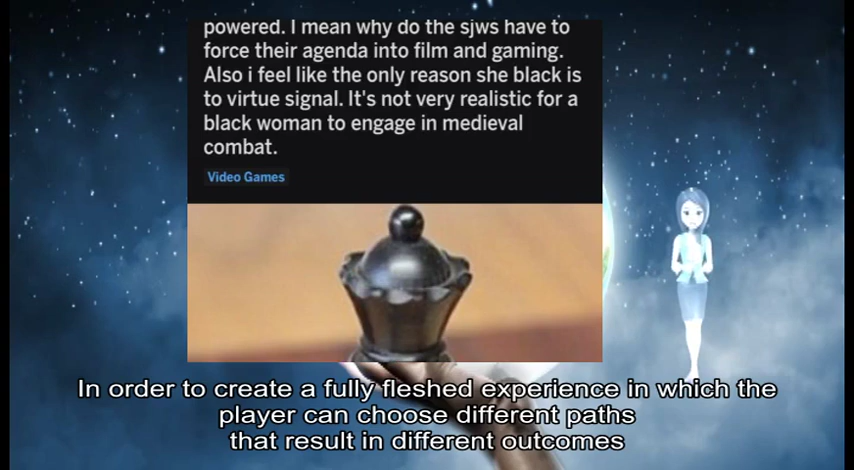 powered. I mean why do the sjws have to
force their agenda into film and gaming.
Also i feel like the only reason she black is
to virtue signal. It's not very realistic for a
black woman to engage in medieval
combat.
Video Games
In order to create a fully fleshed experience in which the
player can choose different paths
that result in different outcomes